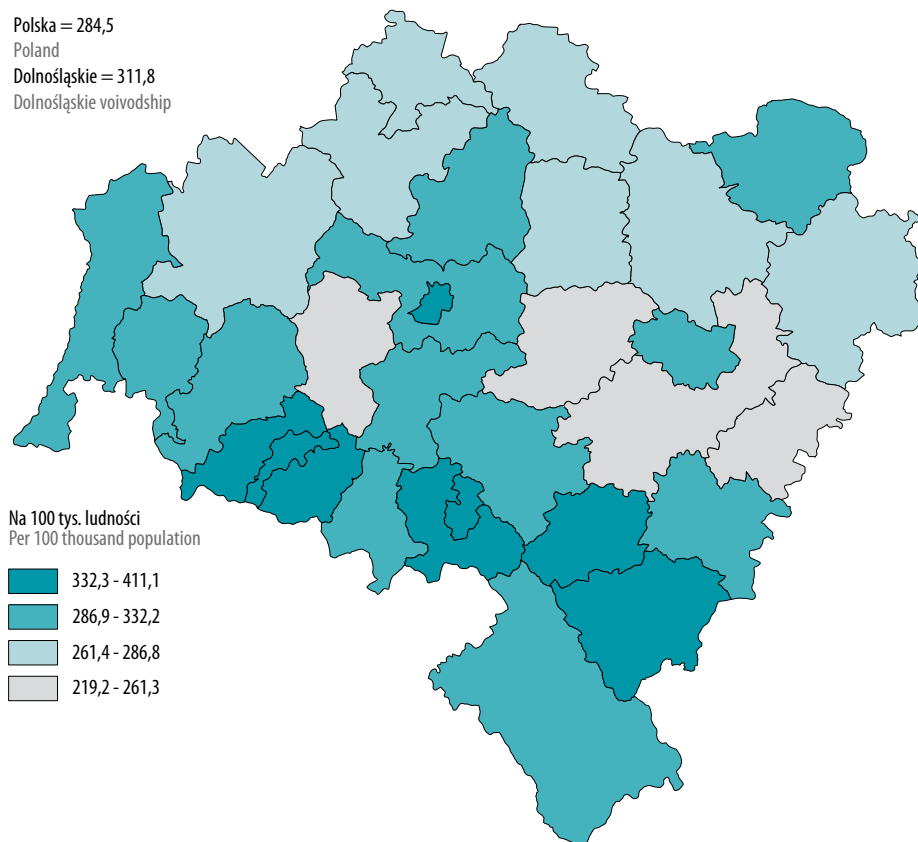 Polska = 284,5
Poland
Dolnośląskie = 311,8
Dolnośląskie voivodship
Na 100 tys. ludności
Per 100 thousand population
332,3 - 411,1
286,9 - 332,2
261,4 - 286,8
219,2 - 261,3